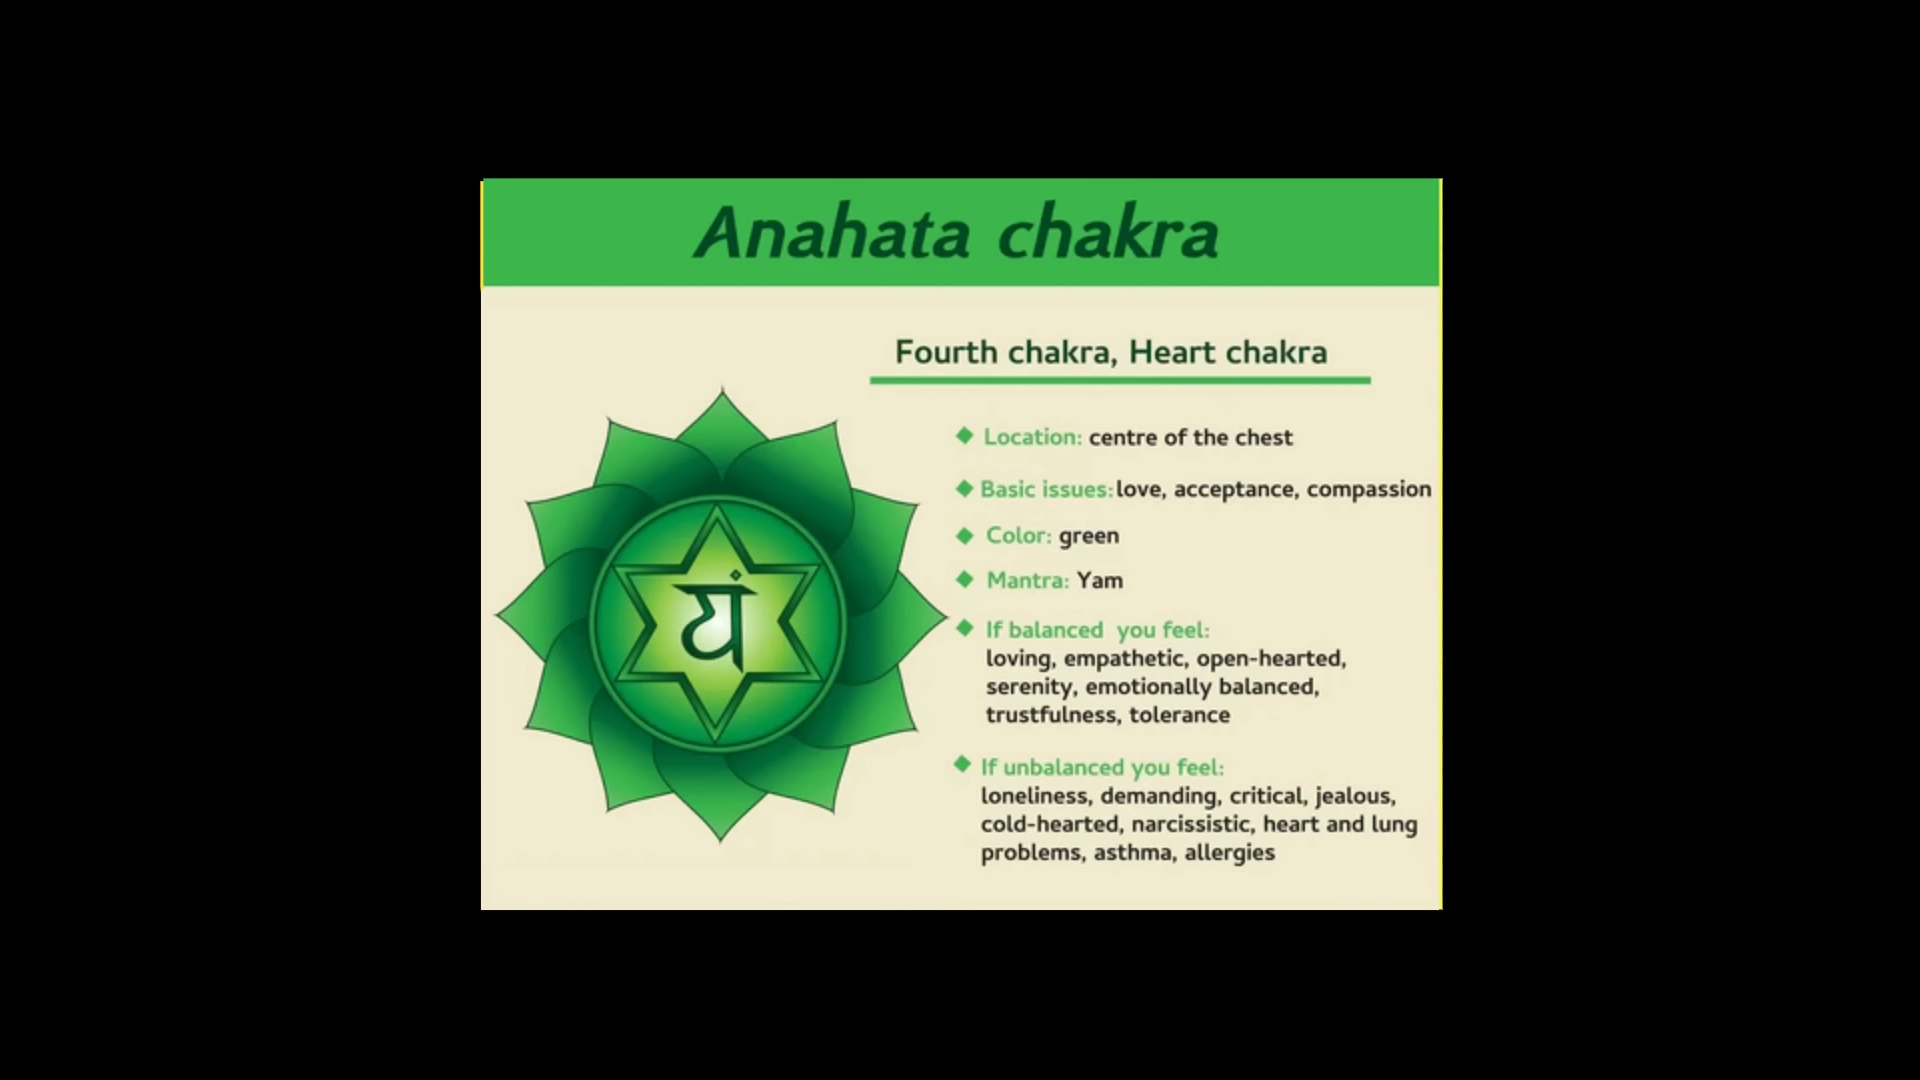 Anahata chakra
Fourth chakra, Heart chakra
Location: centre of the chest
Basic issues: love, acceptance, compassion
Color: green
Mantra: Yam
If balanced you feel:
loving, empathetic, open-hearted,
serenity, emotionally balanced,
trustfulness, tolerance
If unbalanced you feel:
loneliness, demanding, critical, jealous,
cold-hearted, narcissistic, heart and lung
problems, asthma, allergies
यं